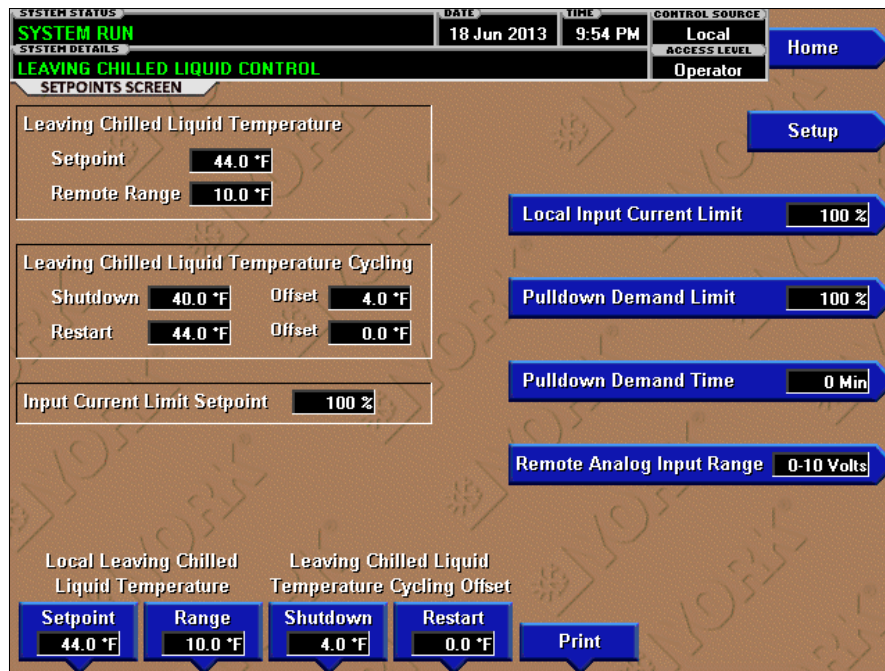 SYSTEM STATUS
SYSTEM RUN
DATE
18 Jun 2013
TIME
9:54 PM
CONTROL SOURCE
Local
SYSTEM DETAILS
LEAVING CHILLED LIQUID CONTROL
ACCESS LEVEL
Operator
Home
SETPOINTS SCREEN
Setup
Leaving Chilled Liquid Temperature
Setpoint 44.0 °F
Remote Range 10.0 °F
Leaving Chilled Liquid Temperature Cycling
Shutdown 40.0 °F Offset 4.0 °F
Restart 44.0 °F Offset 0.0 °F
Input Current Limit Setpoint 100 %
Local Input Current Limit 100 %
Pulldown Demand Limit 100 %
Pulldown Demand Time 0 Min
Remote Analog Input Range 0-10 Volts
Local Leaving Chilled
Liquid Temperature
Setpoint
44.0 °F
Range
10.0 °F
Leaving Chilled Liquid
Temperature Cycling Offset
Shutdown
4.0 °F
Restart
0.0 °F
Print
YORK